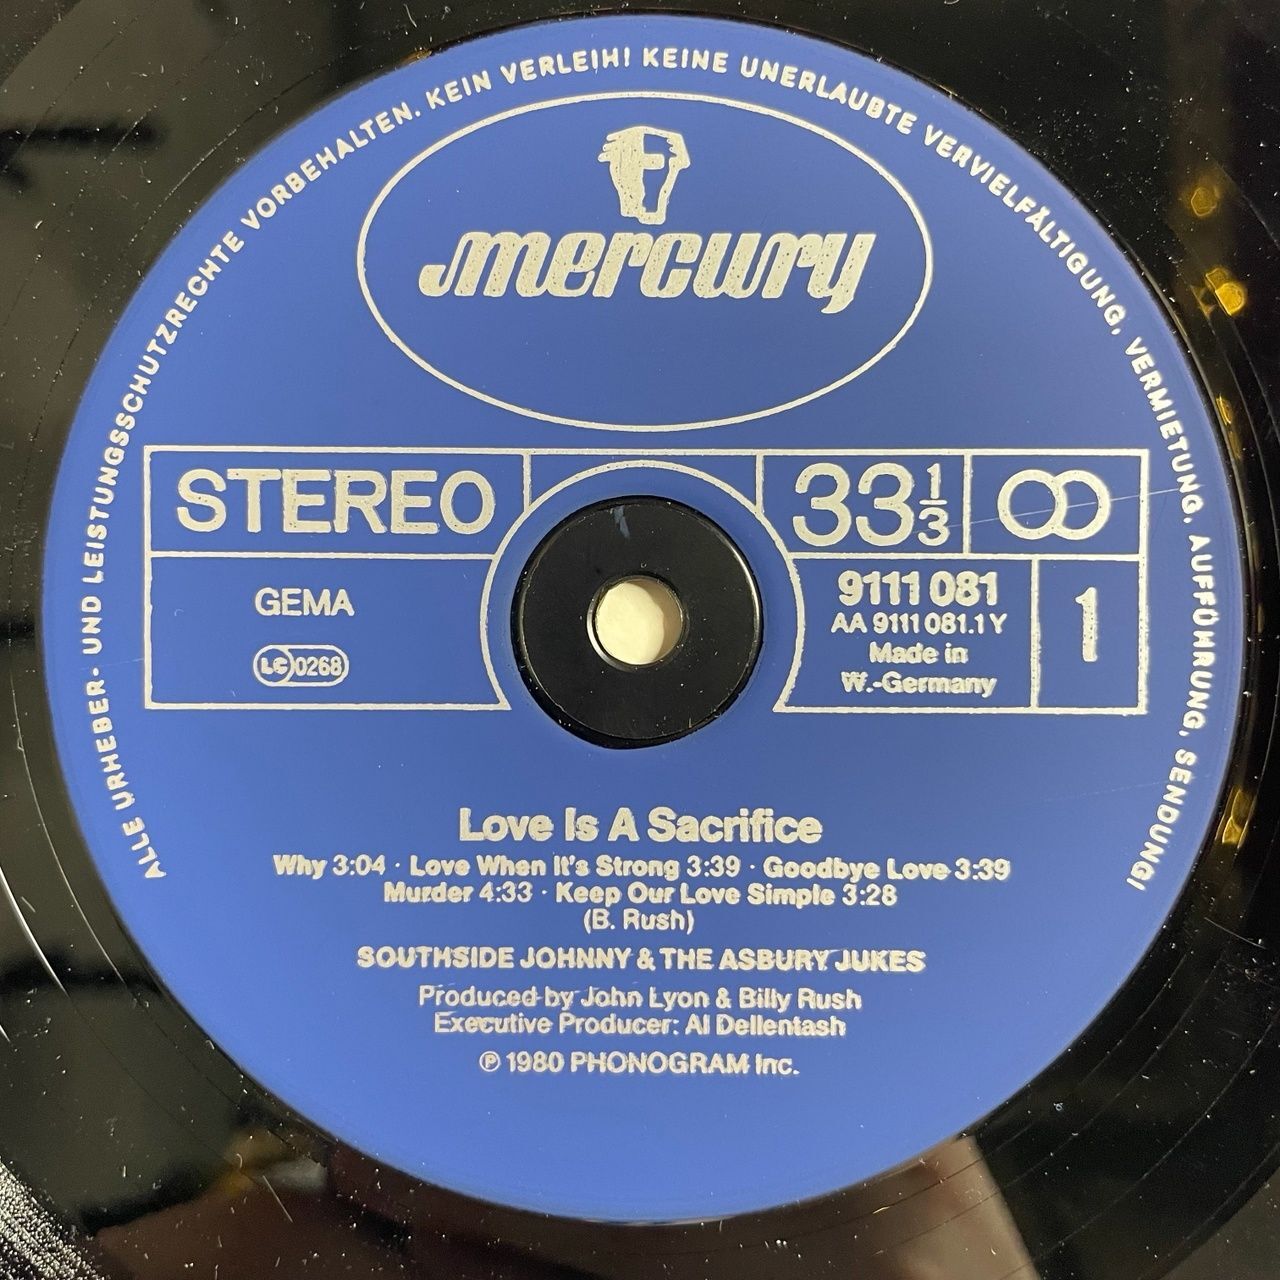 ALLE URHEBER- UND LEISTUNGSSCHUTZRECHTE VORBEHALTEN. KEIN VERLEIH! KEINE UNERLAUBTE VERVIELFÄLTIGUNG, VERMIETUNG, AUFFÜHRUNG, SENDUNG!
mercury
STEREO
33 1/3
GEMA
LC 0268
9111 081
AA 9111 081.1 Y
Made in
W.-Germany
1
Love Is A Sacrifice
Why 3:04 · Love When It's Strong 3:39 · Goodbye Love 3:39
Murder 4:33 · Keep Our Love Simple 3:28
(B. Rush)
SOUTHSIDE JOHNNY & THE ASBURY JUKES
Produced by John Lyon & Billy Rush
Executive Producer: Al Dellentash
℗ 1980 PHONOGRAM Inc.